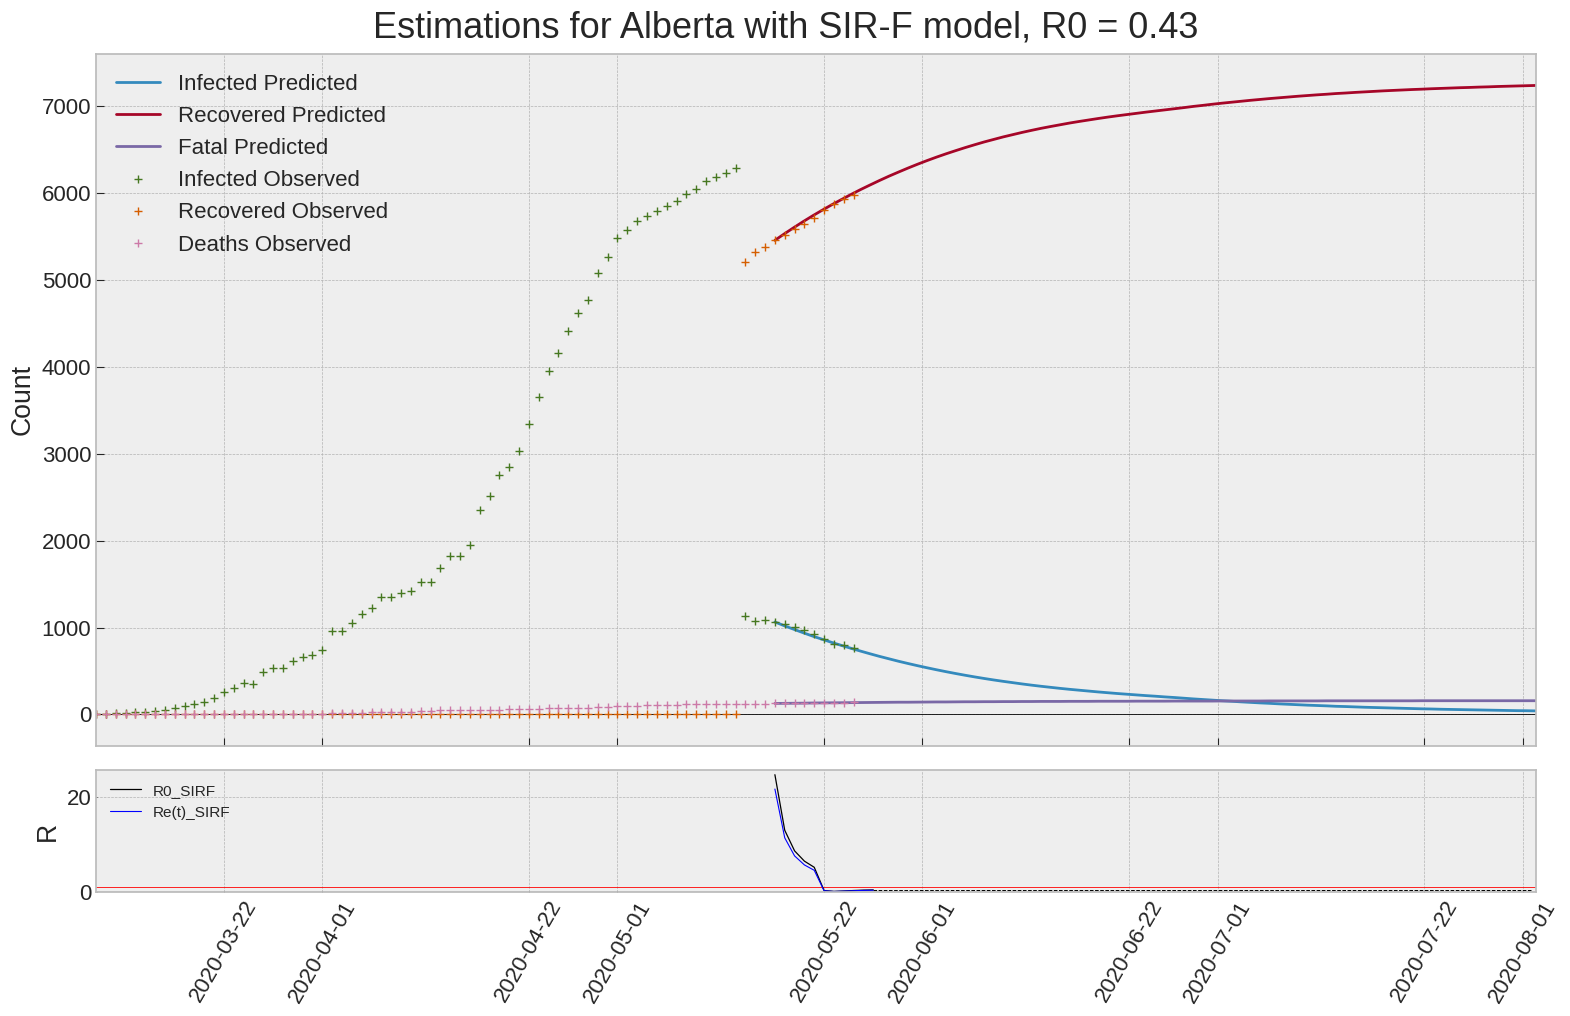 Estimations for Alberta with SIR-F model, R0 = 0.43
Infected Predicted
Recovered Predicted
Fatal Predicted
Infected Observed
Recovered Observed
Deaths Observed
7000
6000
5000
4000
3000
2000
1000
0
Count
R0_SIRF
Re(t)_SIRF
20
0
R
2020-03-22
2020-04-01
2020-04-22
2020-05-01
2020-05-22
2020-06-01
2020-06-22
2020-07-01
2020-07-22
2020-08-01